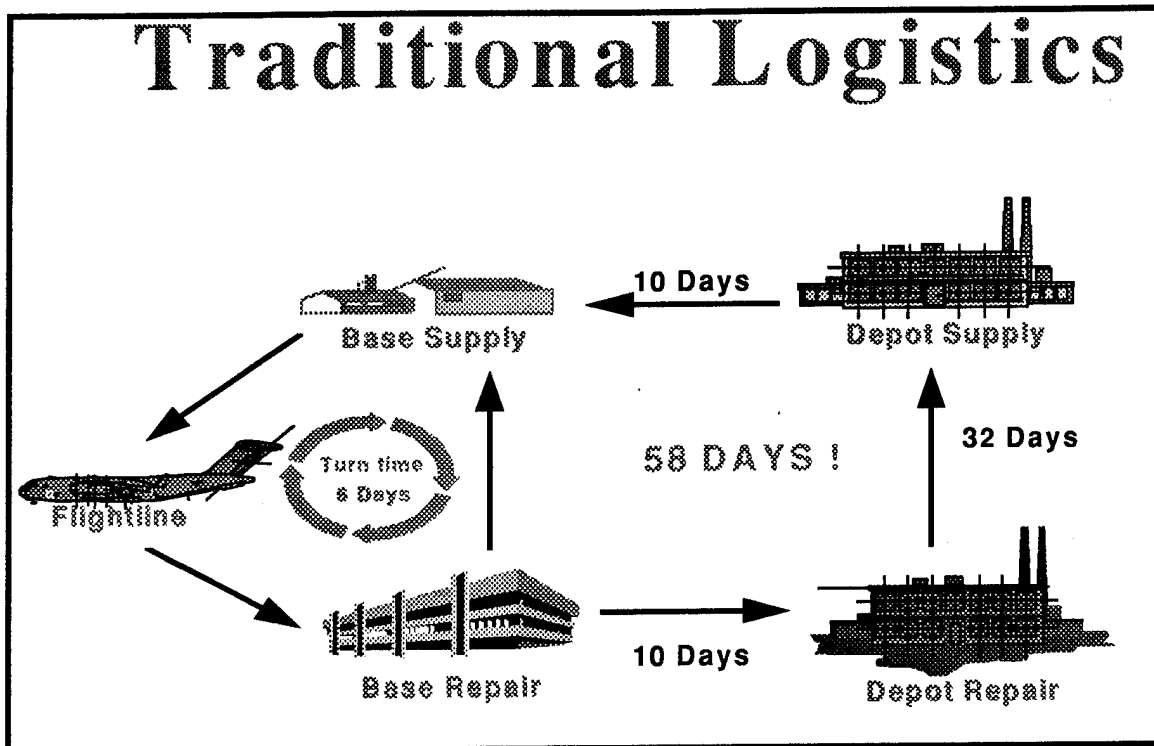 Traditional Logistics
10 Days
Base Supply
Depot Supply
Turn time
6 Days
58 DAYS !
32 Days
Flightline
Base Repair
10 Days
Depot Repair